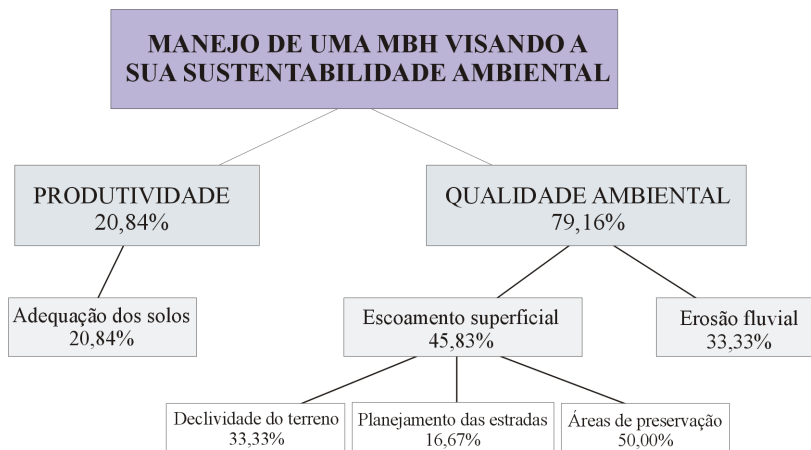 MANEJO DE UMA MBH VISANDO A
SUA SUSTENTABILIDADE AMBIENTAL
PRODUTIVIDADE
20,84%
QUALIDADE AMBIENTAL
79,16%
Adequação dos solos
20,84%
Escoamento superficial
45,83%
Erosão fluvial
33,33%
Declividade do terreno
33,33%
Planejamento das estradas
16,67%
Áreas de preservação
50,00%